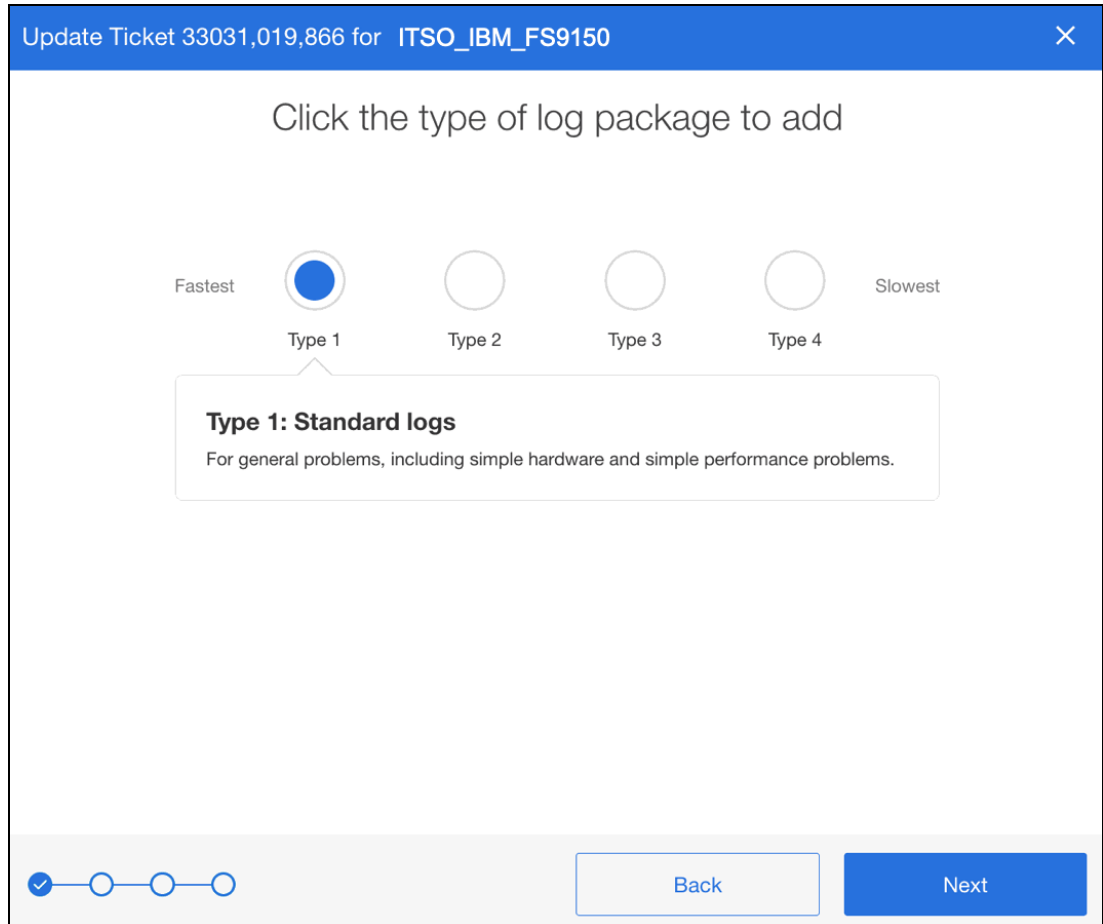 Update Ticket 33031,019,866 for ITSO_IBM_FS9150
Click the type of log package to add
Fastest
Slowest
Type 1
Type 2
Type 3
Type 4
Type 1: Standard logs
For general problems, including simple hardware and simple performance problems.
Back
Next